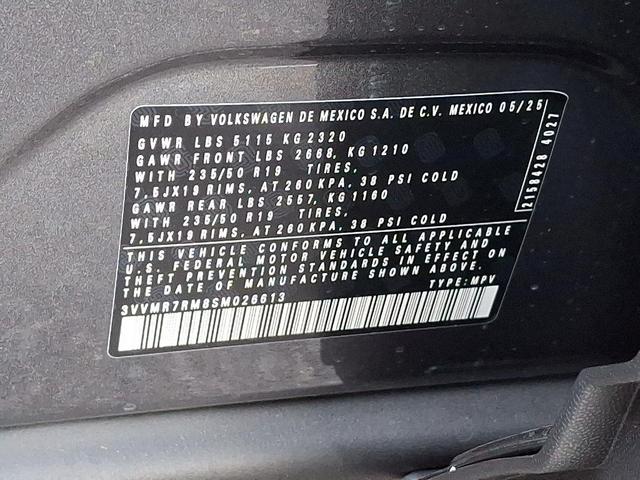 MFD BY VOLKSWAGEN DE MEXICO S.A. DE C.V. MEXICO 05/25
GVWR LBS 5115 KG 2320
GAWR FRONT LBS 2668, KG 1210
WITH 235/50 R19 TIRES,
7,5JX19 RIMS, AT 260 KPA, 38 PSI COLD
GAWR REAR LBS 2557, KG 1160
WITH 235/50 R19 TIRES,
7,5JX19 RIMS, AT 260 KPA, 38 PSI COLD
2158428 4027
THIS VEHICLE CONFORMS TO ALL APPLICABLE
U.S. FEDERAL MOTOR VEHICLE SAFETY AND
THEFT PREVENTION STANDARDS IN EFFECT ON
THE DATE OF MANUFACTURE SHOWN ABOVE.
3VVMR7RM8SM026613 TYPE: MPV